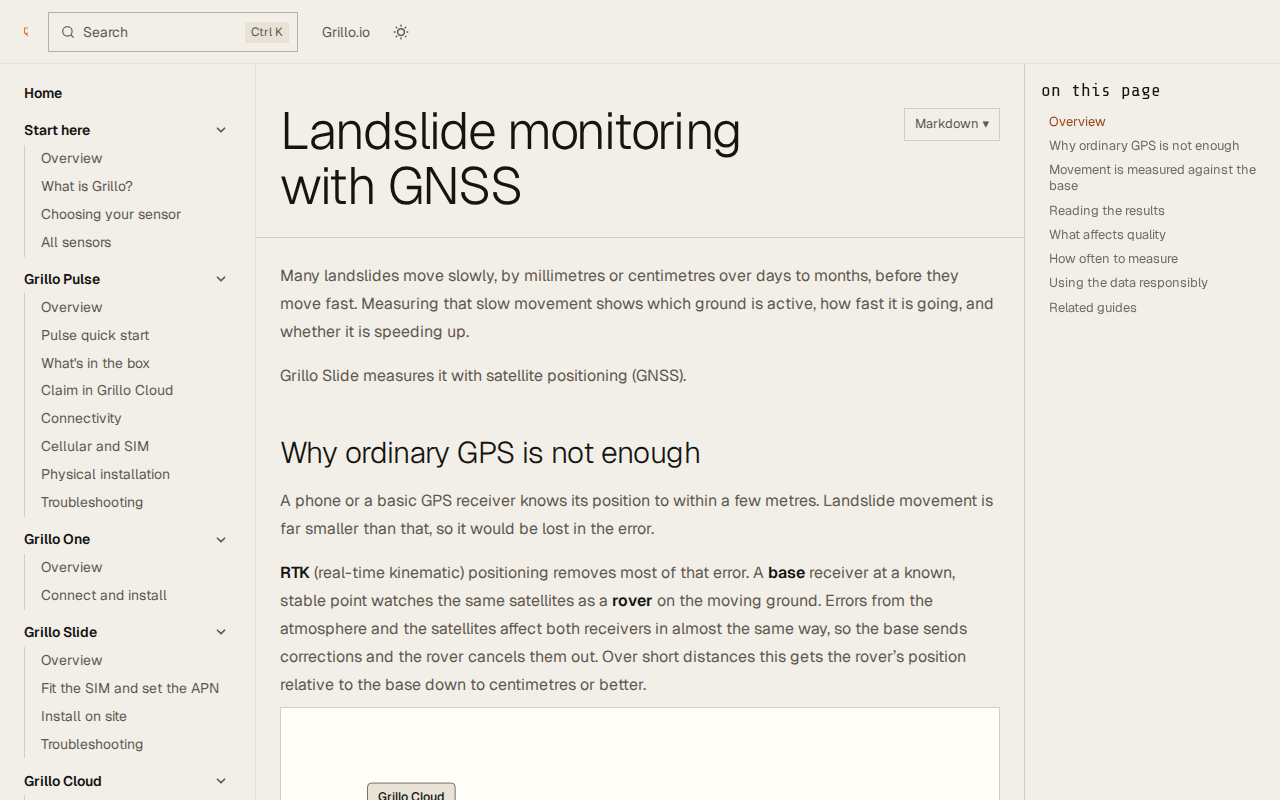 Search
Ctrl K
Grillo.io
Home
Start here
Overview
What is Grillo?
Choosing your sensor
All sensors
Grillo Pulse
Overview
Pulse quick start
What's in the box
Claim in Grillo Cloud
Connectivity
Cellular and SIM
Physical installation
Troubleshooting
Grillo One
Overview
Connect and install
Grillo Slide
Overview
Fit the SIM and set the APN
Install on site
Troubleshooting
Grillo Cloud
Landslide monitoring
with GNSS
Markdown ▾
Many landslides move slowly, by millimetres or centimetres over days to months, before they
move fast. Measuring that slow movement shows which ground is active, how fast it is going, and
whether it is speeding up.
Grillo Slide measures it with satellite positioning (GNSS).
Why ordinary GPS is not enough
A phone or a basic GPS receiver knows its position to within a few metres. Landslide movement is
far smaller than that, so it would be lost in the error.
RTK (real-time kinematic) positioning removes most of that error. A base receiver at a known,
stable point watches the same satellites as a rover on the moving ground. Errors from the
atmosphere and the satellites affect both receivers in almost the same way, so the base sends
corrections and the rover cancels them out. Over short distances this gets the rover’s position
relative to the base down to centimetres or better.
Grillo Cloud
on this page
Overview
Why ordinary GPS is not enough
Movement is measured against the
base
Reading the results
What affects quality
How often to measure
Using the data responsibly
Related guides